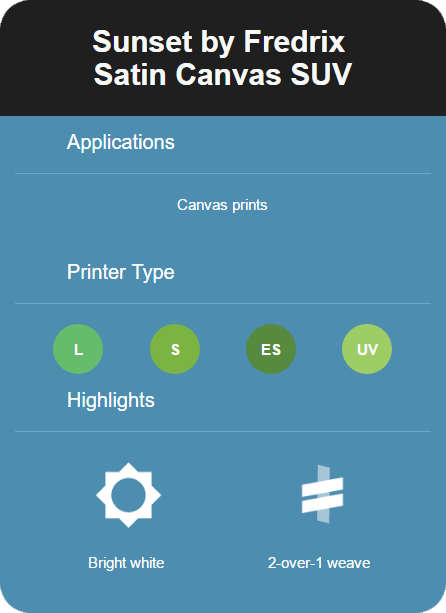 Sunset by Fredrix
Satin Canvas SUV
Applications
Canvas prints
Printer Type
L S ES UV
Highlights
Bright white 2-over-1 weave